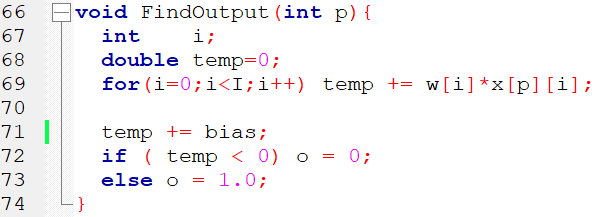 66 void FindOutput(int p){
67 int i;
68 double temp=0;
69 for(i=0;i<I;i++) temp += w[i]*x[p][i];
70
71 temp += bias;
72 if ( temp < 0) o = 0;
73 else o = 1.0;
74 }